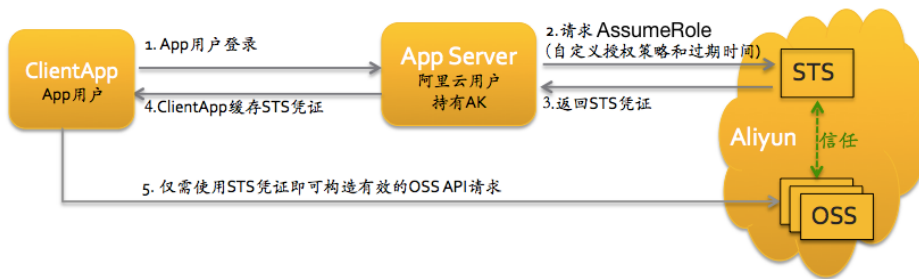 1. App用户登录
2.请求 AssumeRole
(自定义授权策略和过期时间)
ClientApp
App用户
App Server
阿里云用户
持有AK
STS
4.ClientApp缓存STS凭证
3.返回STS凭证
Aliyun
信任
5. 仅需使用STS凭证即可构造有效的OSS API请求
OSS